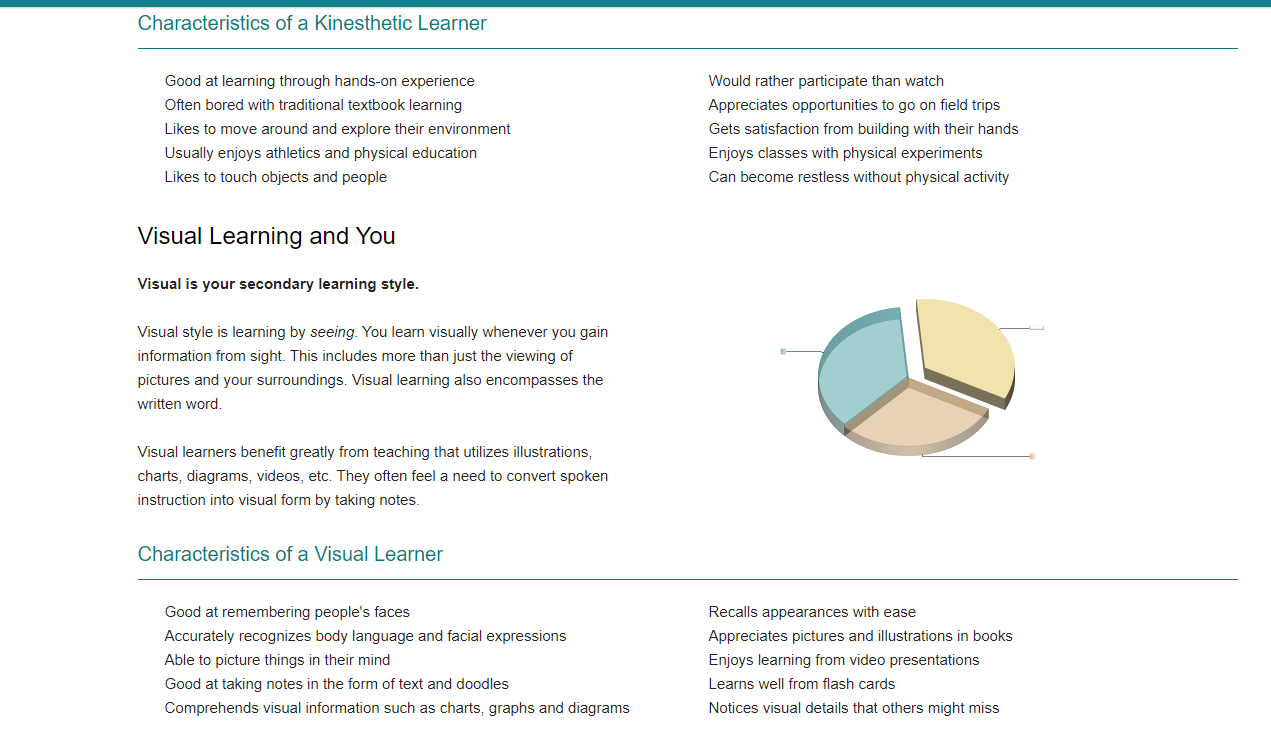 Characteristics of a Kinesthetic Learner
Good at learning through hands-on experience
Often bored with traditional textbook learning
Likes to move around and explore their environment
Usually enjoys athletics and physical education
Likes to touch objects and people
Would rather participate than watch
Appreciates opportunities to go on field trips
Gets satisfaction from building with their hands
Enjoys classes with physical experiments
Can become restless without physical activity
Visual Learning and You
Visual is your secondary learning style.
Visual style is learning by seeing. You learn visually whenever you gain
information from sight. This includes more than just the viewing of
pictures and your surroundings. Visual learning also encompasses the
written word.
Visual learners benefit greatly from teaching that utilizes illustrations,
charts, diagrams, videos, etc. They often feel a need to convert spoken
instruction into visual form by taking notes.
Characteristics of a Visual Learner
Good at remembering people's faces
Accurately recognizes body language and facial expressions
Able to picture things in their mind
Good at taking notes in the form of text and doodles
Comprehends visual information such as charts, graphs and diagrams
Recalls appearances with ease
Appreciates pictures and illustrations in books
Enjoys learning from video presentations
Learns well from flash cards
Notices visual details that others might miss